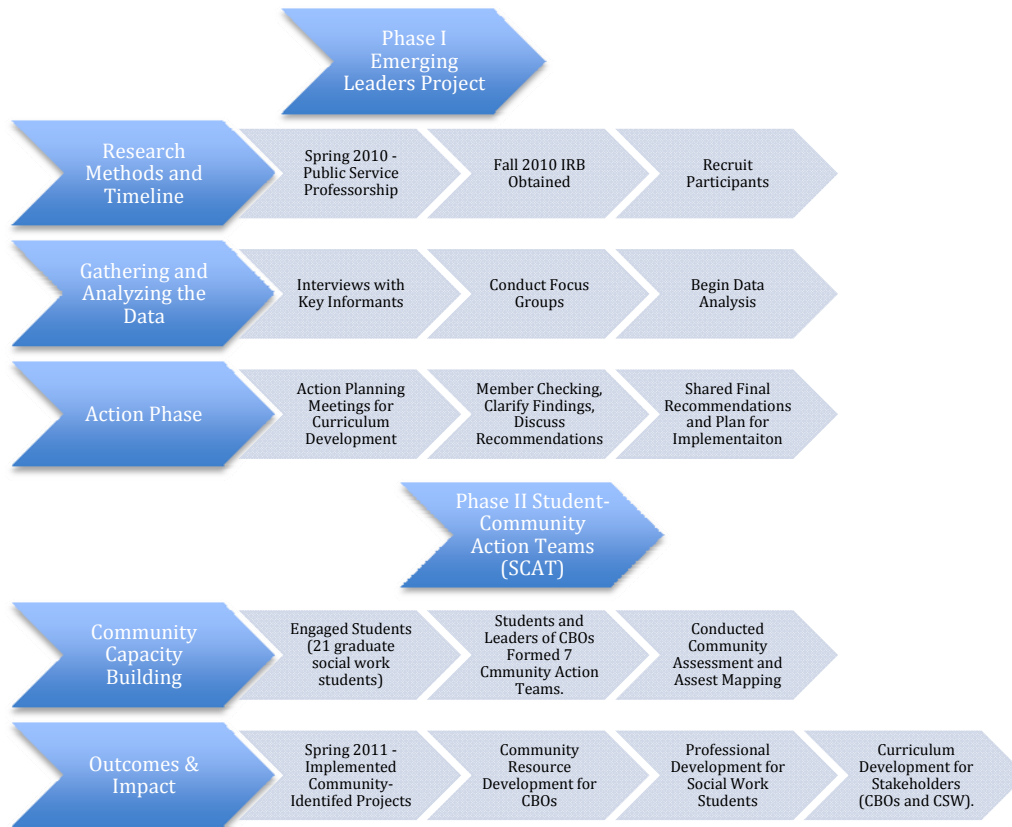 Phase I
Emerging
Leaders Project
Research
Methods and
Timeline
Spring 2010 -
Public Service
Professorship
Fall 2010 IRB
Obtained
Recruit
Participants
Gathering and
Analyzing the
Data
Interviews with
Key Informants
Conduct Focus
Groups
Begin Data
Analysis
Action Phase
Action Planning
Meetings for
Curriculum
Development
Member Checking,
Clarify Findings,
Discuss
Recommendations
Shared Final
Recommendations
and Plan for
Implementaiton
Phase II Student-
Community
Action Teams
(SCAT)
Community
Capacity
Building
Engaged Students
(21 graduate
social work
students)
Students and
Leaders of CBOs
Formed 7
Cmmunity Action
Teams.
Conducted
Community
Assessment and
Assest Mapping
Outcomes &
Impact
Spring 2011 -
Implemented
Community-
Identifed Projects
Community
Resource
Development for
CBOs
Professional
Development for
Social Work
Students
Curriculum
Development for
Stakeholders
(CBOs and CSW).